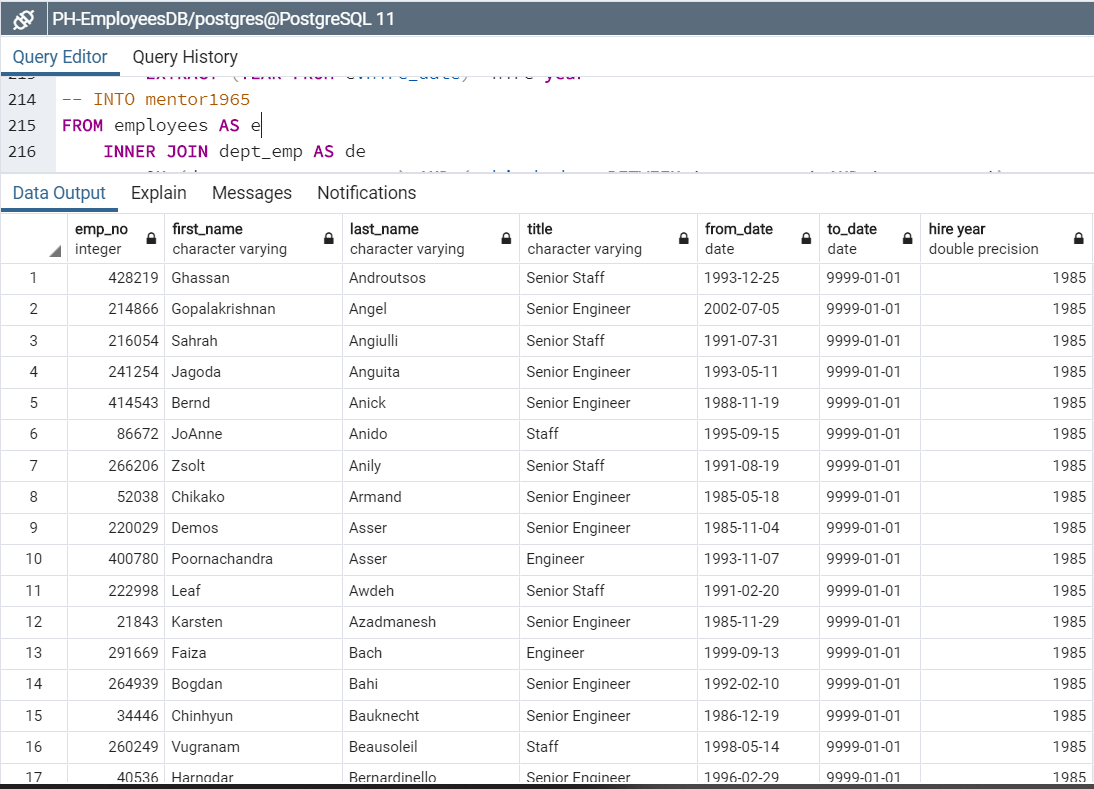 PH-EmployeesDB/postgres@PostgreSQL 11
Query Editor Query History
214 -- INTO mentor1965
215 FROM employees AS e
216 INNER JOIN dept_emp AS de
Data Output Explain Messages Notifications
emp_no first_name last_name title from_date to_date hire year
integer character varying character varying character varying date date double precision
1 428219 Ghassan Androutsos Senior Staff 1993-12-25 9999-01-01 1985
2 214866 Gopalakrishnan Angel Senior Engineer 2002-07-05 9999-01-01 1985
3 216054 Sahrah Angiulli Senior Staff 1991-07-31 9999-01-01 1985
4 241254 Jagoda Anguita Senior Engineer 1993-05-11 9999-01-01 1985
5 414543 Bernd Anick Senior Engineer 1988-11-19 9999-01-01 1985
6 86672 JoAnne Anido Staff 1995-09-15 9999-01-01 1985
7 266206 Zsolt Anily Senior Staff 1991-08-19 9999-01-01 1985
8 52038 Chikako Armand Senior Engineer 1985-05-18 9999-01-01 1985
9 220029 Demos Asser Senior Engineer 1985-11-04 9999-01-01 1985
10 400780 Poornachandra Asser Engineer 1993-11-07 9999-01-01 1985
11 222998 Leaf Awdeh Senior Staff 1991-02-20 9999-01-01 1985
12 21843 Karsten Azadmanesh Senior Engineer 1985-11-29 9999-01-01 1985
13 291669 Faiza Bach Engineer 1999-09-13 9999-01-01 1985
14 264939 Bogdan Bahi Senior Engineer 1992-02-10 9999-01-01 1985
15 34446 Chinhyun Bauknecht Senior Engineer 1986-12-19 9999-01-01 1985
16 260249 Vugranam Beausoleil Staff 1998-05-14 9999-01-01 1985
17 40536 Harngdar Bernardinello Senior Engineer 1996-02-29 9999-01-01 1985